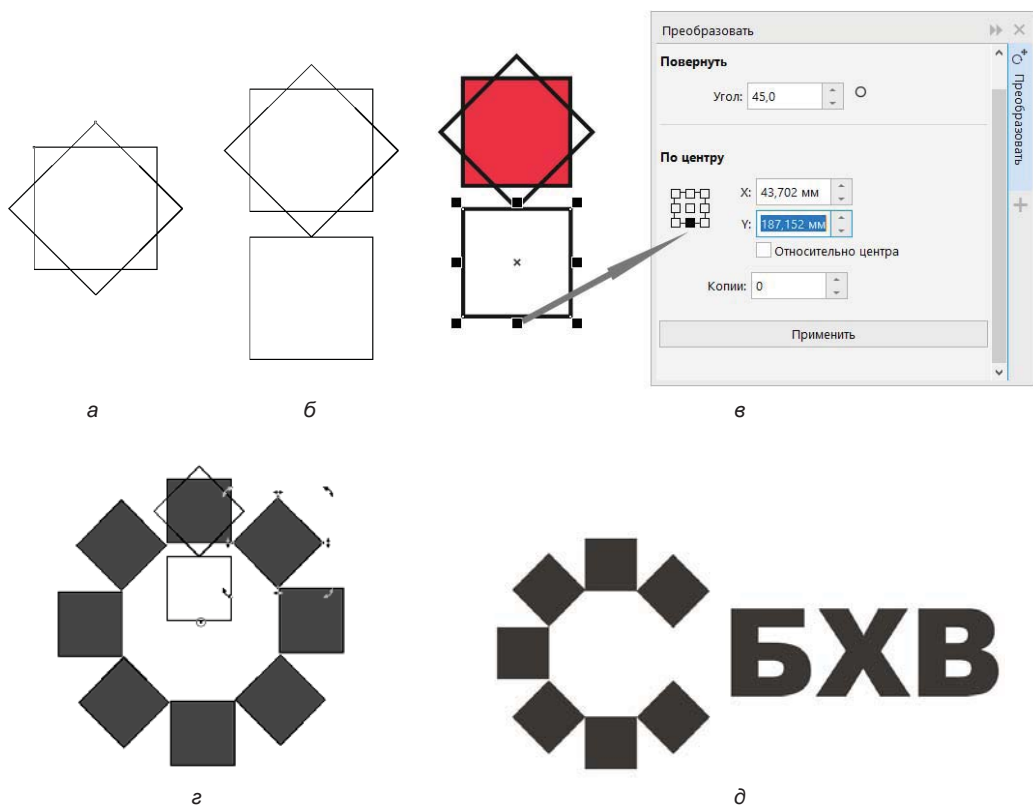 Преобразовать
Повернуть
Угол: 45,0
По центру
X: 43,702 мм
Y: 187,152 мм
Относительно центра
Копии: 0
Применить
Преобразовать
а
б
в
БХВ
г
д